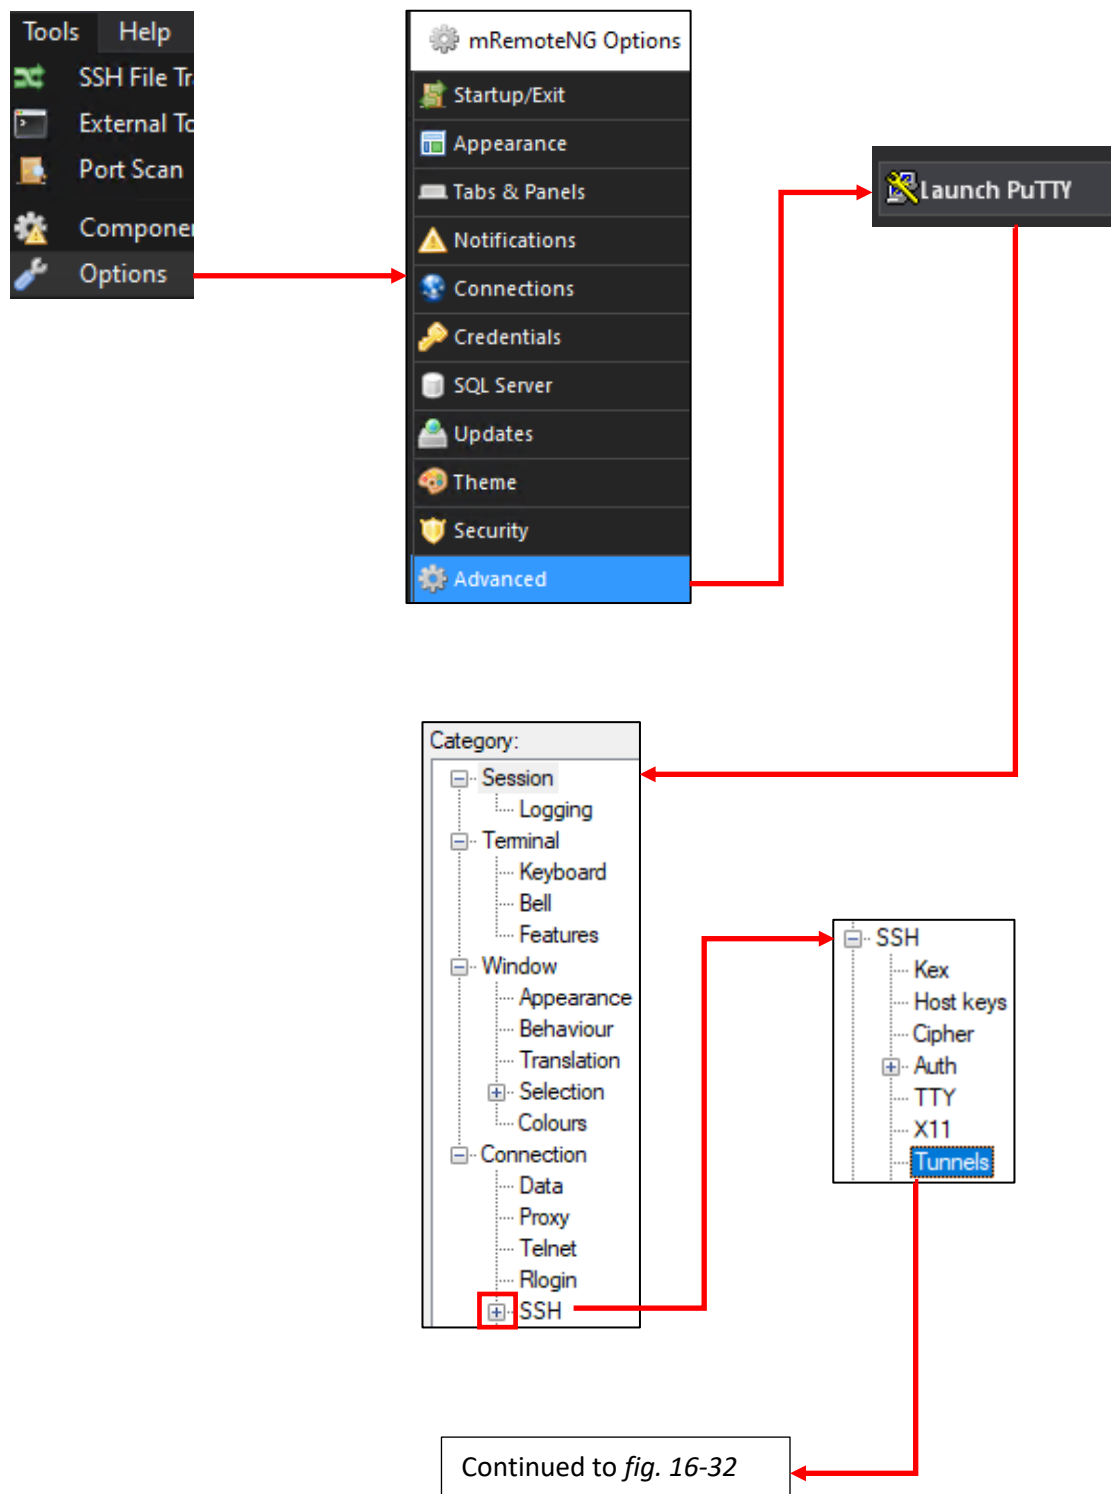 Tools Help
SSH File Tr
External To
Port Scan
Componer
Options
mRemoteNG Options
Startup/Exit
Appearance
Tabs & Panels
Notifications
Connections
Credentials
SQL Server
Updates
Theme
Security
Advanced
Launch PuTTY
Category:
Session
Logging
Terminal
Keyboard
Bell
Features
Window
Appearance
Behaviour
Translation
Selection
Colours
Connection
Data
Proxy
Telnet
Rlogin
SSH
SSH
Kex
Host keys
Cipher
Auth
TTY
X11
Tunnels
Continued to fig. 16-32